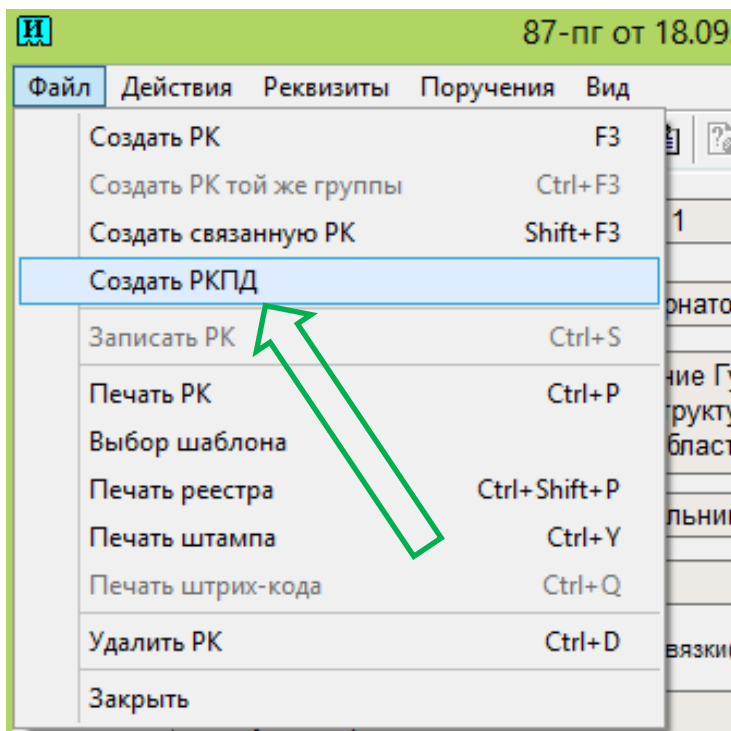 И
87-пг от 18.09
Файл Действия Реквизиты Поручения Вид
Создать РК F3
Создать РК той же группы Ctrl+F3
1
Создать связанную РК Shift+F3
Создать РКПД
Записать РК Ctrl+S
Печать РК Ctrl+P
Выбор шаблона
Печать реестра Ctrl+Shift+P
Печать штампа Ctrl+Y
Печать штрих-кода Ctrl+Q
Удалить РК Ctrl+D
Закрыть